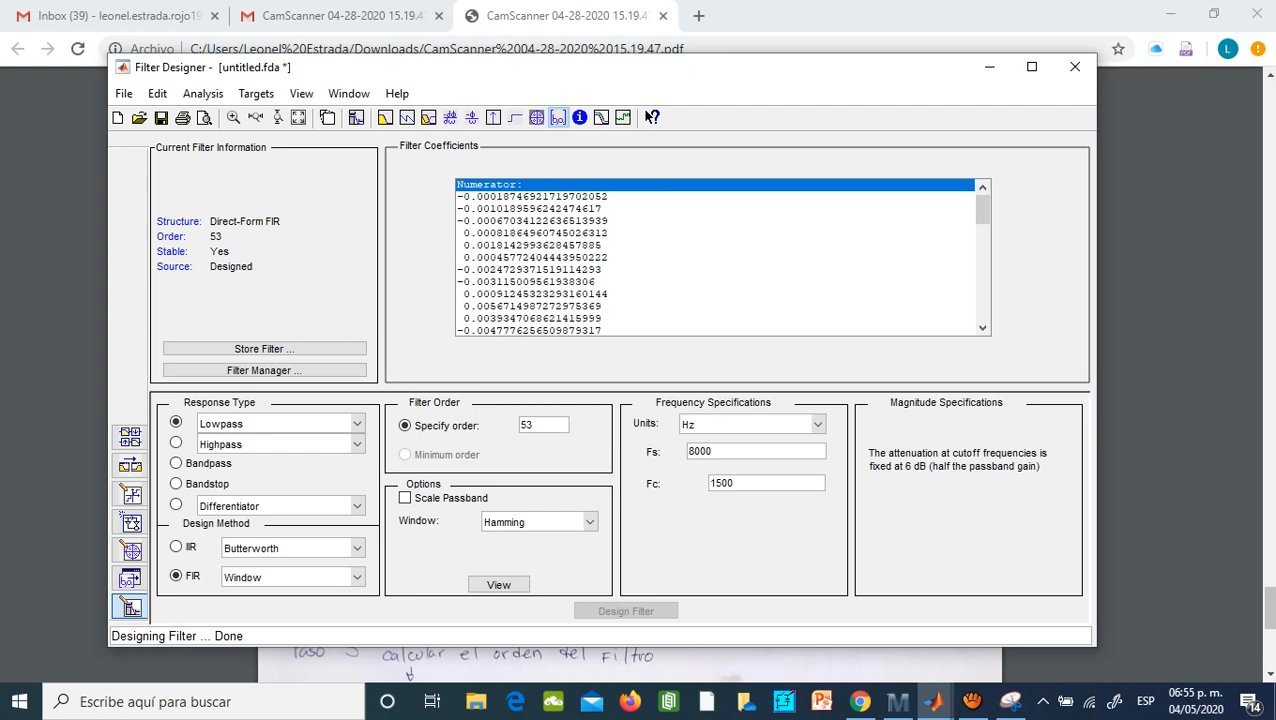 Inbox (39) - leonel.estrada.rojo19
CamScanner 04-28-2020 15.19.4
CamScanner 04-28-2020 15.19.47
Archivo
C:/Users/Leonel%20Estrada/Downloads/CamScanner%2004-28-2020%2015.19.47.pdf
L
Filter Designer - [untitled.fda *]
File Edit Analysis Targets View Window Help
Current Filter Information
Structure: Direct-Form FIR
Order: 53
Stable: Yes
Source: Designed
Store Filter ...
Filter Manager ...
Filter Coefficients
Numerator:
-0.00018746921719702052
-0.0010189596242474617
-0.00067034122636513939
0.00081864960745026312
0.0018142993628457885
0.00045772404443950222
-0.0024729371519114293
-0.003115009561938306
0.00091245323293160144
0.0056714987272975369
0.0039347068621415999
-0.0047776256509879317
Response Type
Lowpass
Highpass
Bandpass
Bandstop
Differentiator
Design Method
IIR Butterworth
FIR Window
Filter Order
Specify order: 53
Minimum order
Options
Scale Passband
Window: Hamming
View
Frequency Specifications
Units: Hz
Fs: 8000
Fc: 1500
Magnitude Specifications
The attenuation at cutoff frequencies is
fixed at 6 dB (half the passband gain)
Design Filter
Designing Filter ... Done
calcular el orden del Filtro
Escribe aquí para buscar
ESP
06:55 p. m.
04/05/2020
14